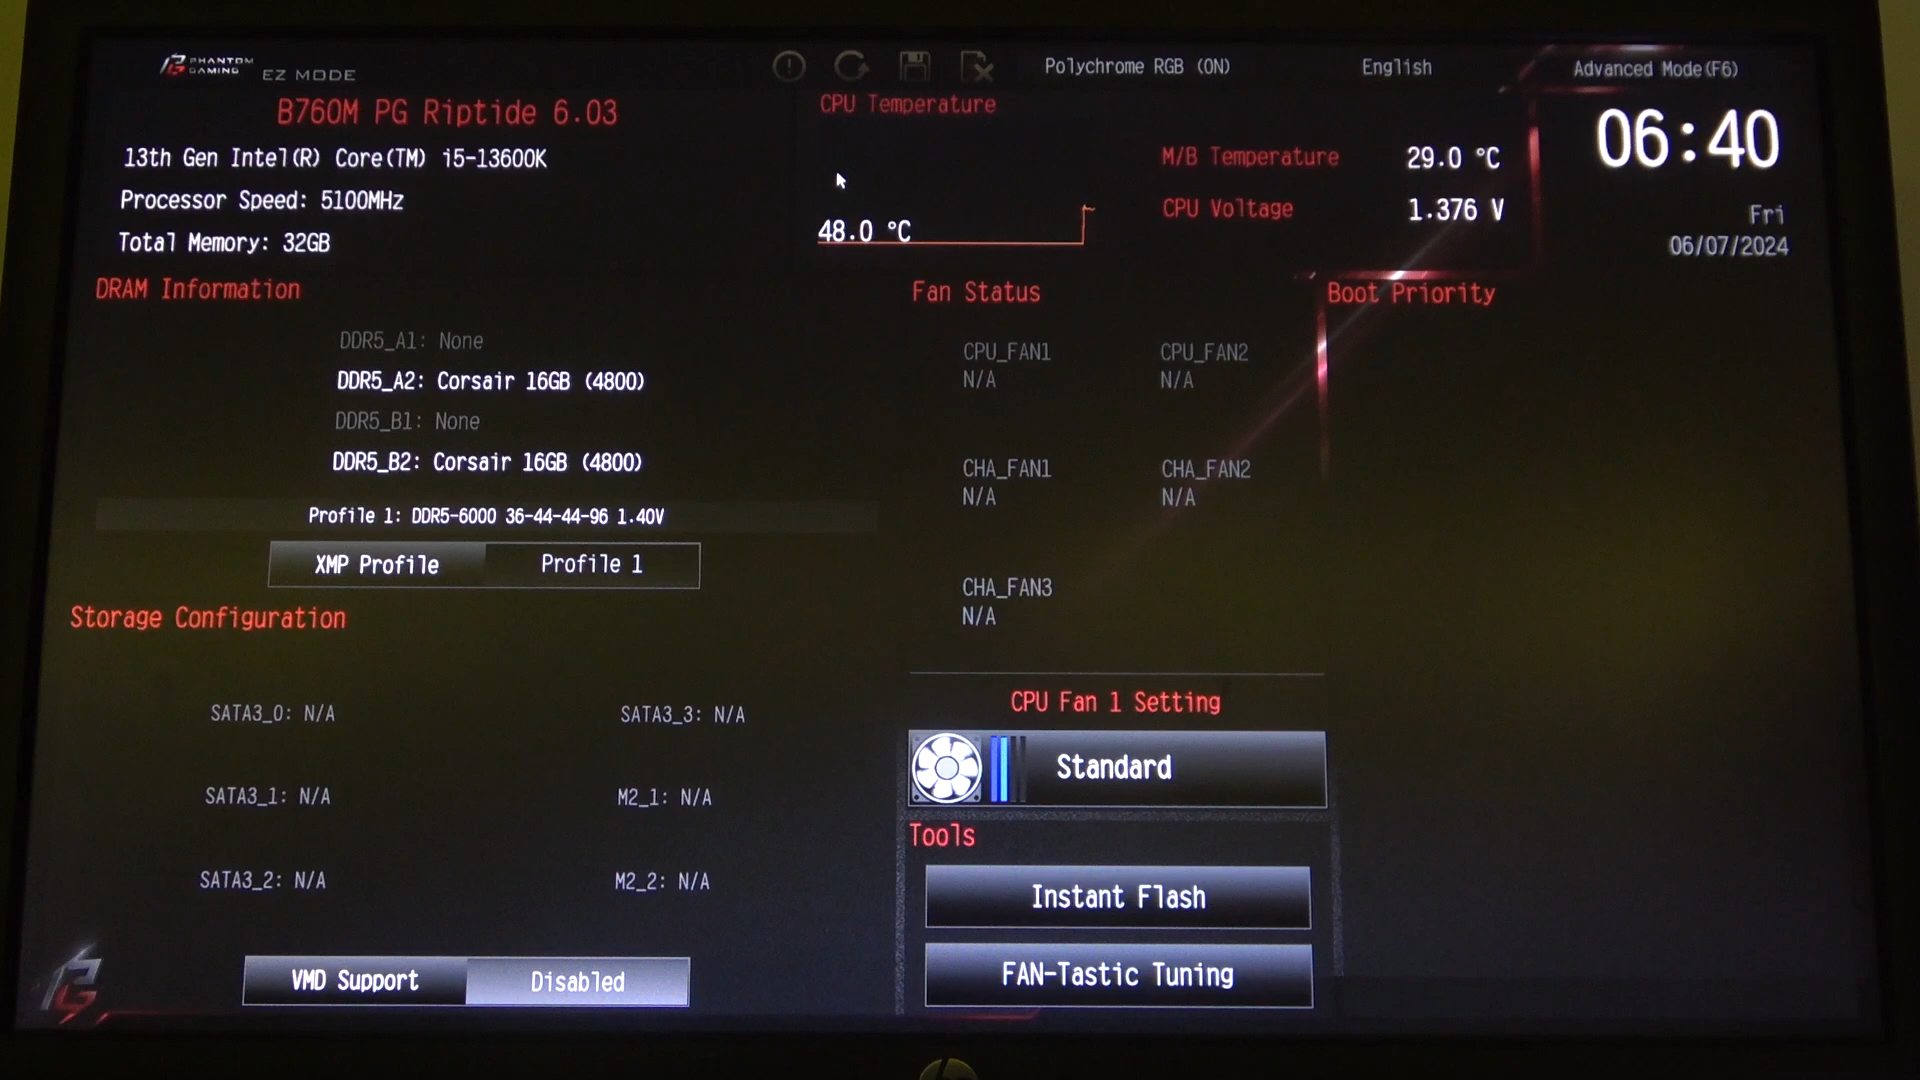 PHANTOM GAMING EZ MODE
Polychrome RGB (ON)
English
Advanced Mode(F6)
B760M PG Riptide 6.03
13th Gen Intel(R) Core(TM) i5-13600K
Processor Speed: 5100MHz
Total Memory: 32GB
CPU Temperature
48.0 °C
M/B Temperature 29.0 °C
CPU Voltage 1.376 V
06:40
Fri
06/07/2024
DRAM Information
DDR5_A1: None
DDR5_A2: Corsair 16GB (4800)
DDR5_B1: None
DDR5_B2: Corsair 16GB (4800)
Profile 1: DDR5-6000 36-44-44-96 1.40V
XMP Profile Profile 1
Storage Configuration
SATA3_0: N/A SATA3_3: N/A
SATA3_1: N/A M2_1: N/A
SATA3_2: N/A M2_2: N/A
VMD Support Disabled
Fan Status
CPU_FAN1 CPU_FAN2
N/A N/A
CHA_FAN1 CHA_FAN2
N/A N/A
CHA_FAN3
N/A
CPU Fan 1 Setting
Standard
Tools
Instant Flash
FAN-Tastic Tuning
Boot Priority